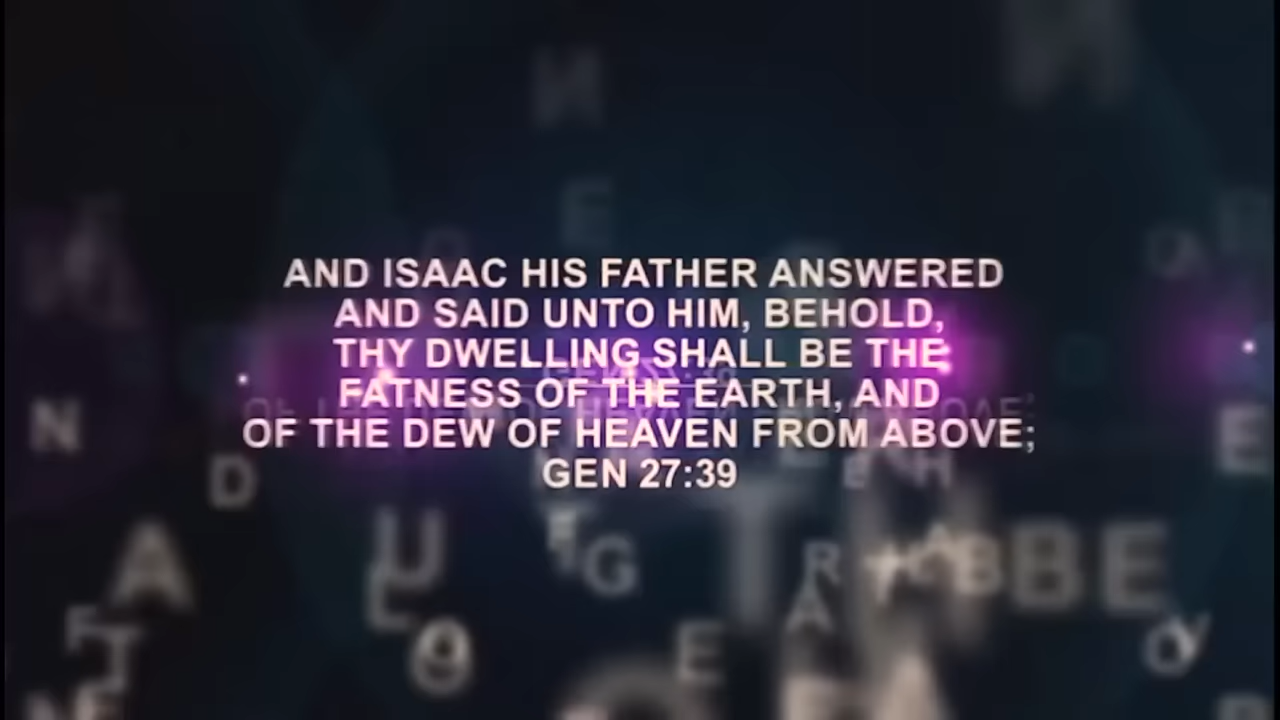 AND ISAAC HIS FATHER ANSWERED
AND SAID UNTO HIM, BEHOLD,
THY DWELLING SHALL BE THE
FATNESS OF THE EARTH, AND
OF THE DEW OF HEAVEN FROM ABOVE;
GEN 27:39